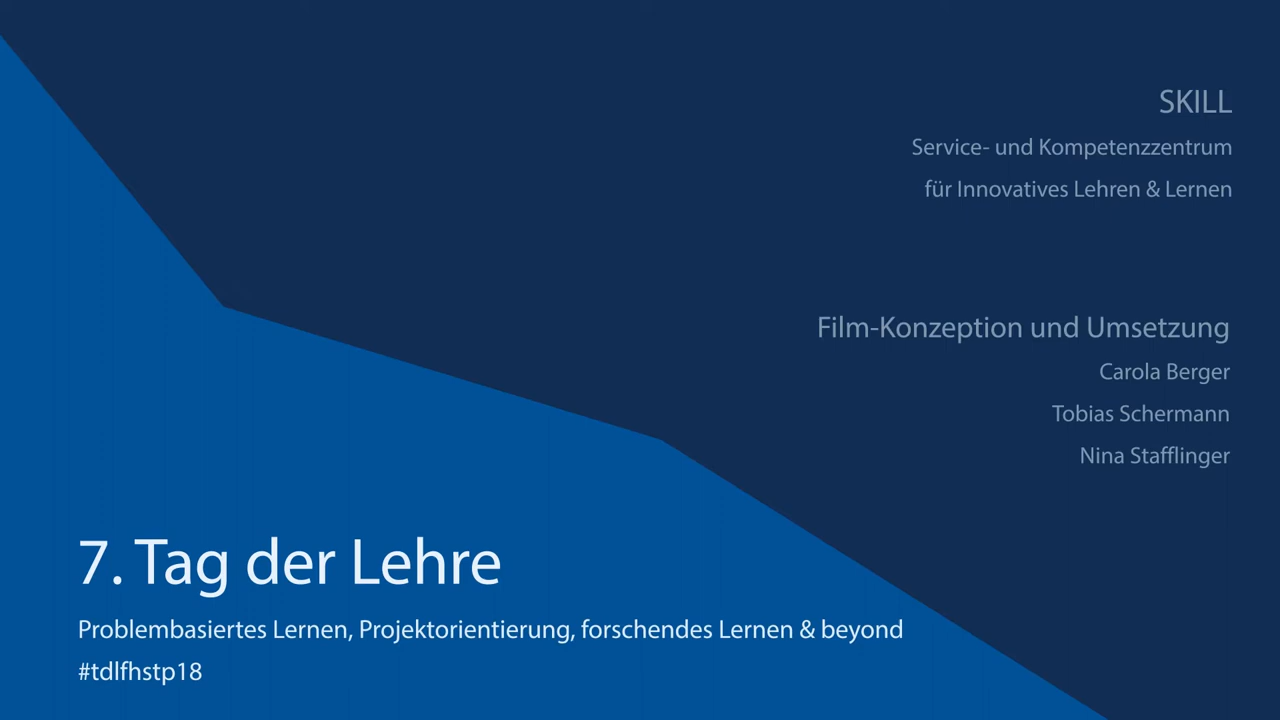 SKILL
Service- und Kompetenzzentrum
für Innovatives Lehren & Lernen
Film-Konzeption und Umsetzung
Carola Berger
Tobias Schermann
Nina Stafflinger
7. Tag der Lehre
Problembasiertes Lernen, Projektorientierung, forschendes Lernen & beyond
#tdlfhstp18